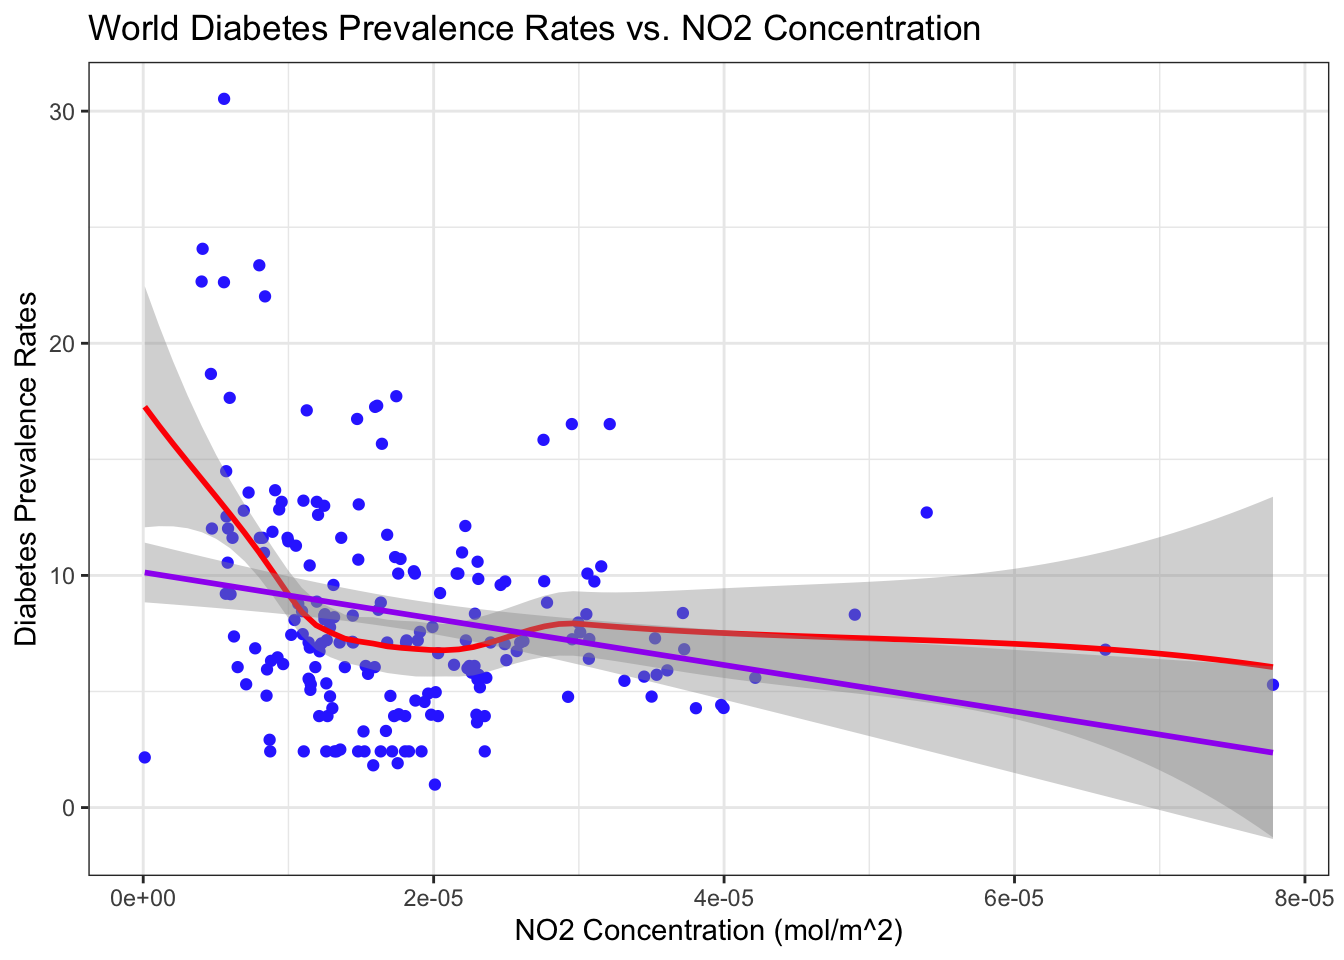 World Diabetes Prevalence Rates vs. NO2 Concentration
Diabetes Prevalence Rates
30
20
10
0
0e+00 2e-05 4e-05 6e-05 8e-05
NO2 Concentration (mol/m^2)